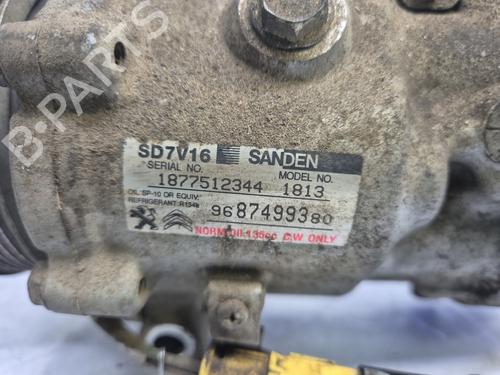 B-PARTS
SD7V16 SANDEN
SERIAL NO. MODEL NO.
1877512344 1813
OIL SP-10 OR EQUIV.
REFRIGERANT R134a
9687499380
NORM OIL 135cc C/W ONLY